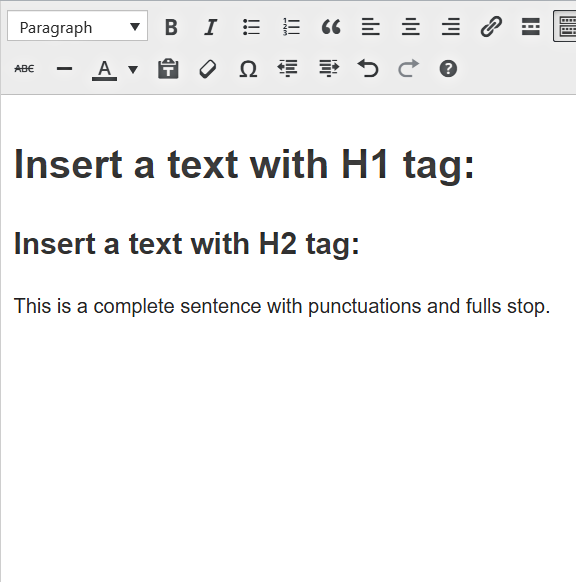 Paragraph
B I
ABC A
Insert a text with H1 tag:
Insert a text with H2 tag:
This is a complete sentence with punctuations and fulls stop.